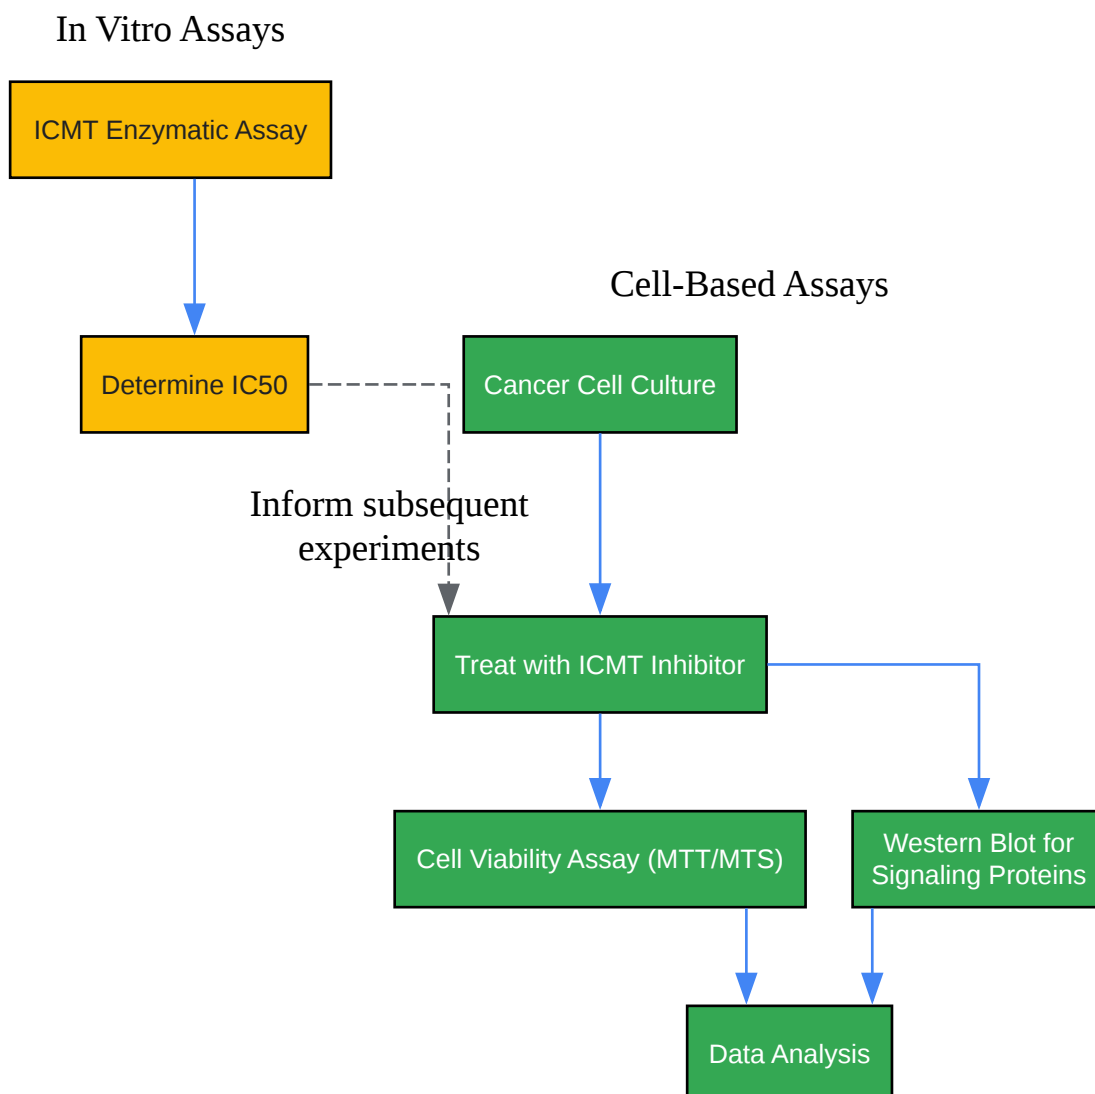 In Vitro Assays
ICMT Enzymatic Assay
Cell-Based Assays
Determine IC50
Cancer Cell Culture
Inform subsequent
experiments
Treat with ICMT Inhibitor
Cell Viability Assay (MTT/MTS)
Western Blot for
Signaling Proteins
Data Analysis